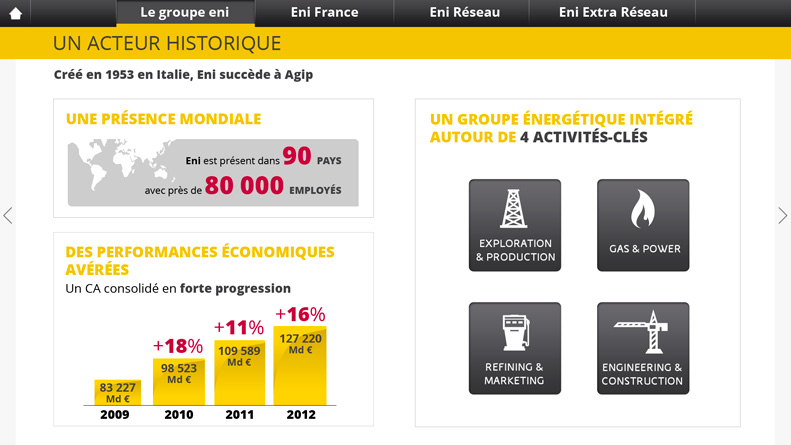 Le groupe eni
Eni France
Eni Réseau
Eni Extra Réseau
UN ACTEUR HISTORIQUE
Créé en 1953 en Italie, Eni succède à Agip
UNE PRÉSENCE MONDIALE
Eni est présent dans 90 PAYS
avec près de 80 000 EMPLOYÉS
DES PERFORMANCES ÉCONOMIQUES
AVÉRÉES
Un CA consolidé en forte progression
+18%
+11%
+16%
83 227
Md €
98 523
Md €
109 589
Md €
127 220
Md €
2009
2010
2011
2012
UN GROUPE ÉNERGÉTIQUE INTÉGRÉ
AUTOUR DE 4 ACTIVITÉS-CLÉS
EXPLORATION
& PRODUCTION
GAS & POWER
REFINING &
MARKETING
ENGINEERING &
CONSTRUCTION